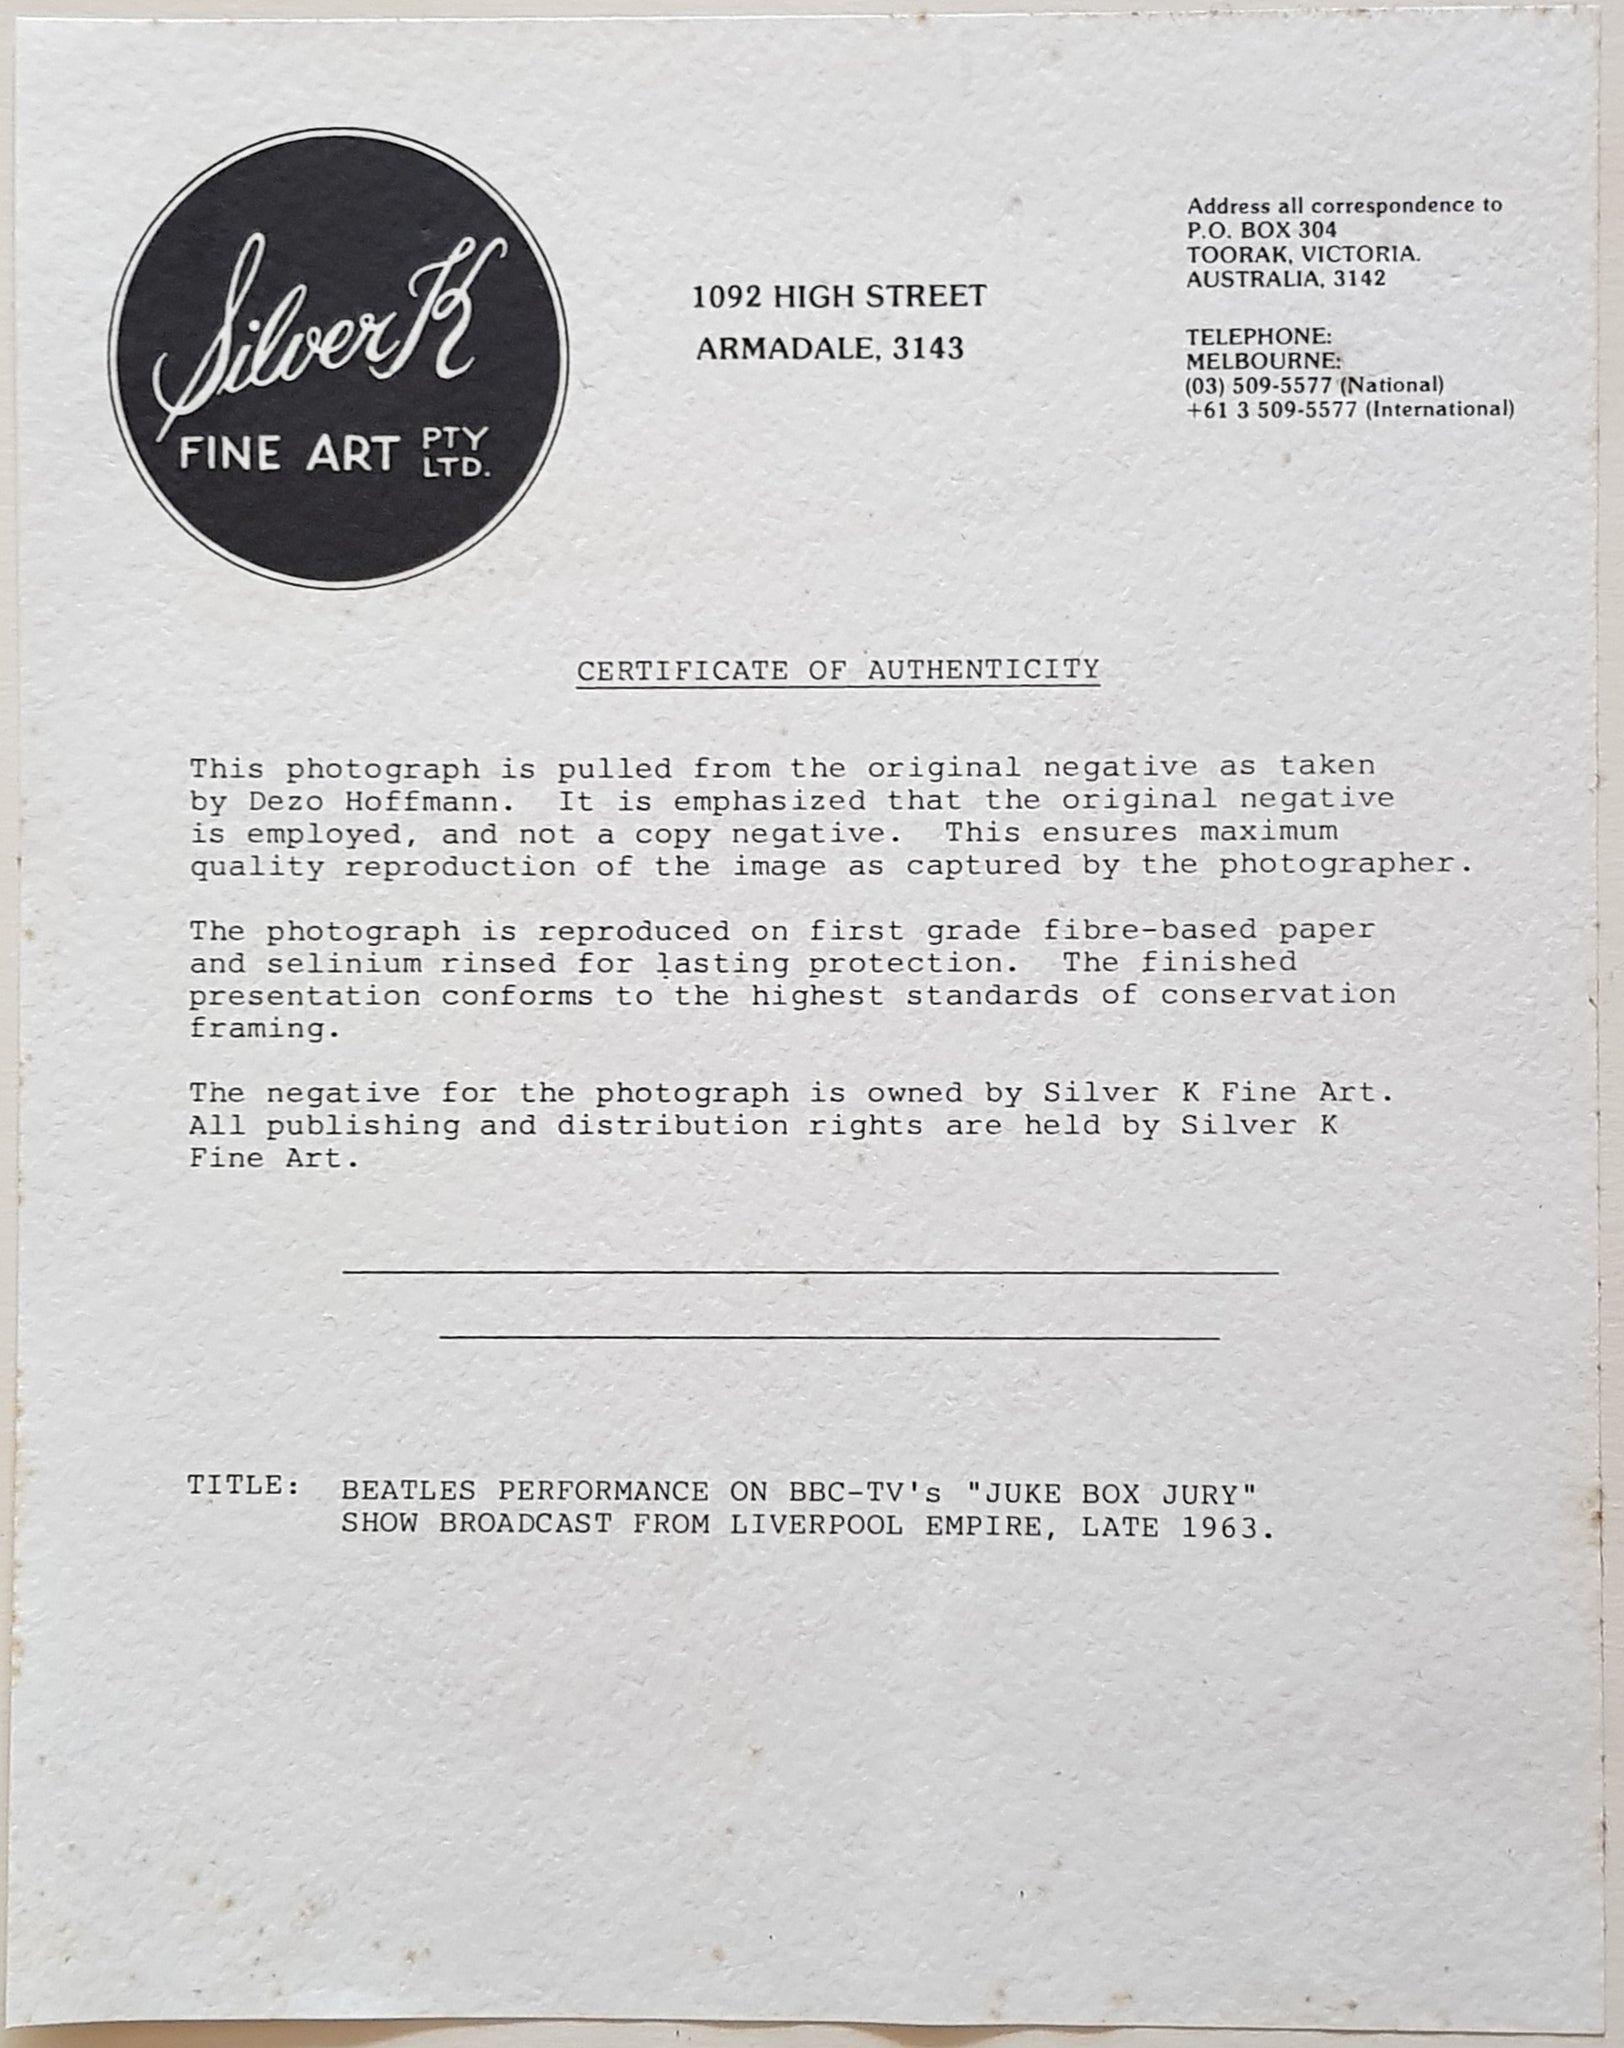 Silver K
FINE ART PTY LTD.
1092 HIGH STREET
ARMADALE, 3143
Address all correspondence to
P.O. BOX 304
TOORAK, VICTORIA.
AUSTRALIA, 3142
TELEPHONE:
MELBOURNE:
(03) 509-5577 (National)
+61 3 509-5577 (International)
CERTIFICATE OF AUTHENTICITY
This photograph is pulled from the original negative as taken
by Dezo Hoffmann. It is emphasized that the original negative
is employed, and not a copy negative. This ensures maximum
quality reproduction of the image as captured by the photographer.
The photograph is reproduced on first grade fibre-based paper
and selinium rinsed for lasting protection. The finished
presentation conforms to the highest standards of conservation
framing.
The negative for the photograph is owned by Silver K Fine Art.
All publishing and distribution rights are held by Silver K
Fine Art.
TITLE: BEATLES PERFORMANCE ON BBC-TV's "JUKE BOX JURY"
SHOW BROADCAST FROM LIVERPOOL EMPIRE, LATE 1963.